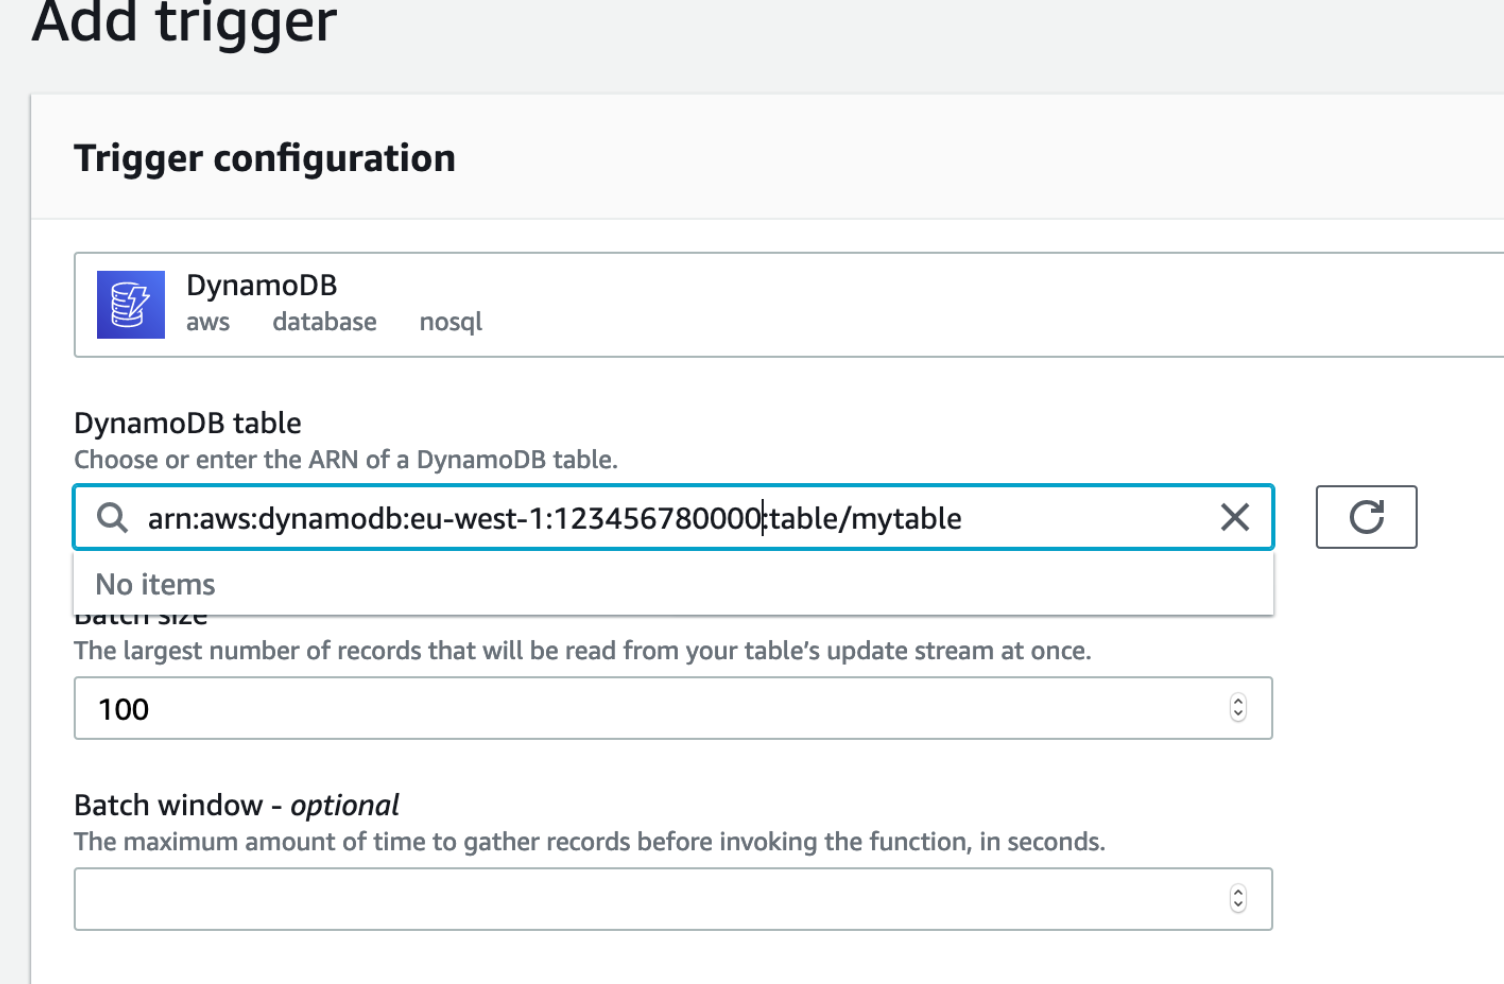 Add trigger
Trigger configuration
DynamoDB
aws database nosql
DynamoDB table
Choose or enter the ARN of a DynamoDB table.
arn:aws:dynamodb:eu-west-1:123456780000:table/mytable
No items
Batch size
The largest number of records that will be read from your table's update stream at once.
100
Batch window - optional
The maximum amount of time to gather records before invoking the function, in seconds.